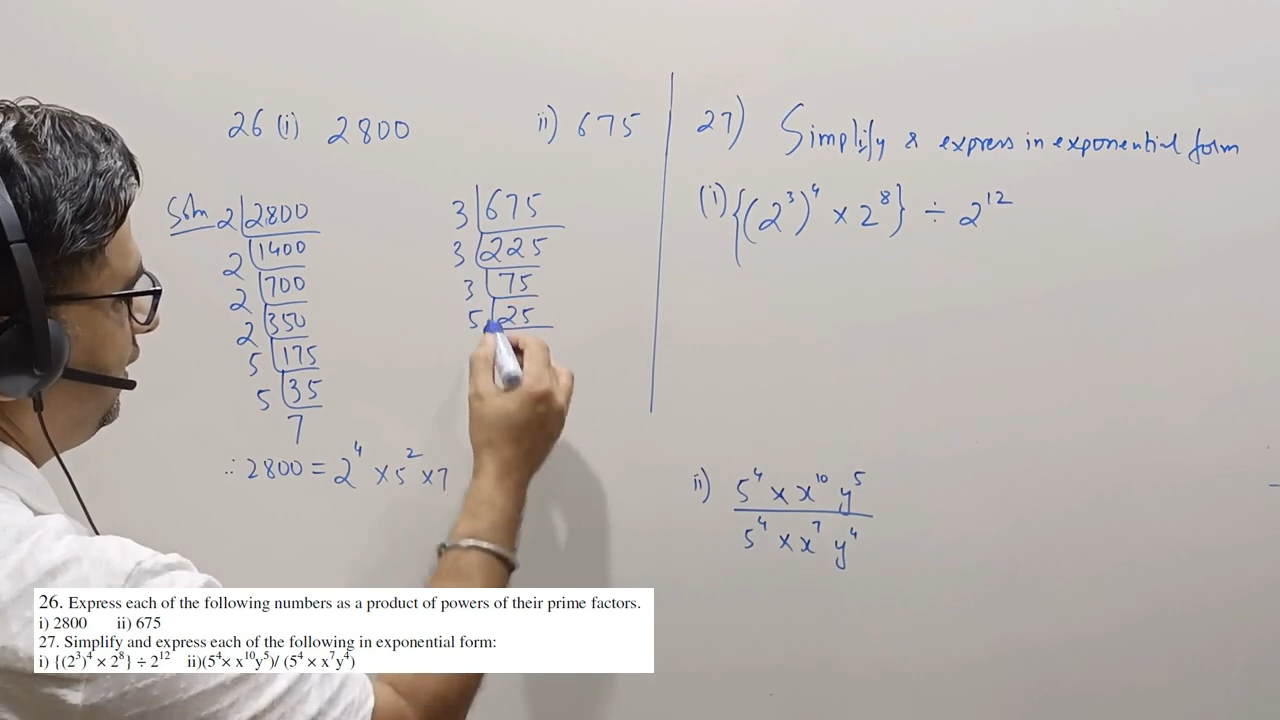 26 (i) 2800
ii) 675
Soln 2 | 2800
2 | 1400
2 | 700
2 | 350
5 | 175
5 | 35
7
∴ 2800 = 2⁴ × 5² × 7
3 | 675
3 | 225
3 | 75
5 | 25
27) Simplify & express in exponential form
(i) {(2³)⁴ × 2⁸} ÷ 2¹²
ii) 5⁴ × x¹⁰ y⁵
5⁴ × x⁷ y⁴
26. Express each of the following numbers as a product of powers of their prime factors.
i) 2800 ii) 675
27. Simplify and express each of the following in exponential form:
i) {(2³)⁴ × 2⁸} ÷ 2¹² ii)(5⁴× x¹⁰y⁵)/ (5⁴ × x⁷y⁴)